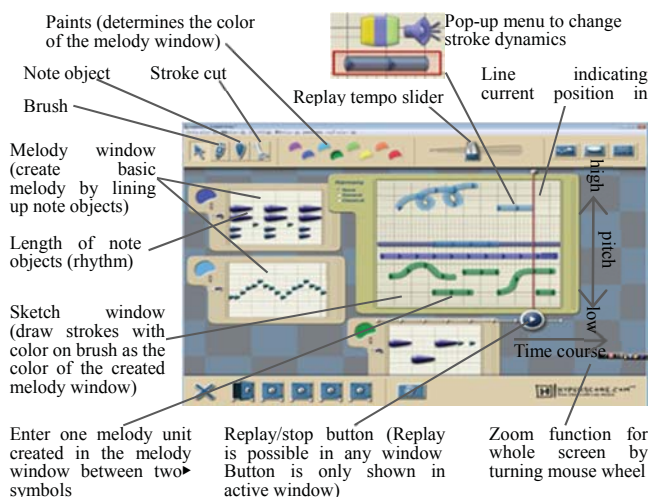 Paints (determines the color
of the melody window)
Pop-up menu to change
stroke dynamics
Note object
Stroke cut
Line indicating
current position in
Replay tempo slider
Brush
Melody window
(create basic
melody by lining
up note objects)
Length of note
objects (rhythm)
Sketch window
(draw strokes with
color on brush as the
color of the created
melody window)
high
pitch
low
Time course
HYPERSCORE.COM
Enter one melody unit
created in the melody
window between two▸
symbols
Replay/stop button (Replay
is possible in any window
Button is only shown in
active window)
Zoom function for
whole screen by
turning mouse wheel